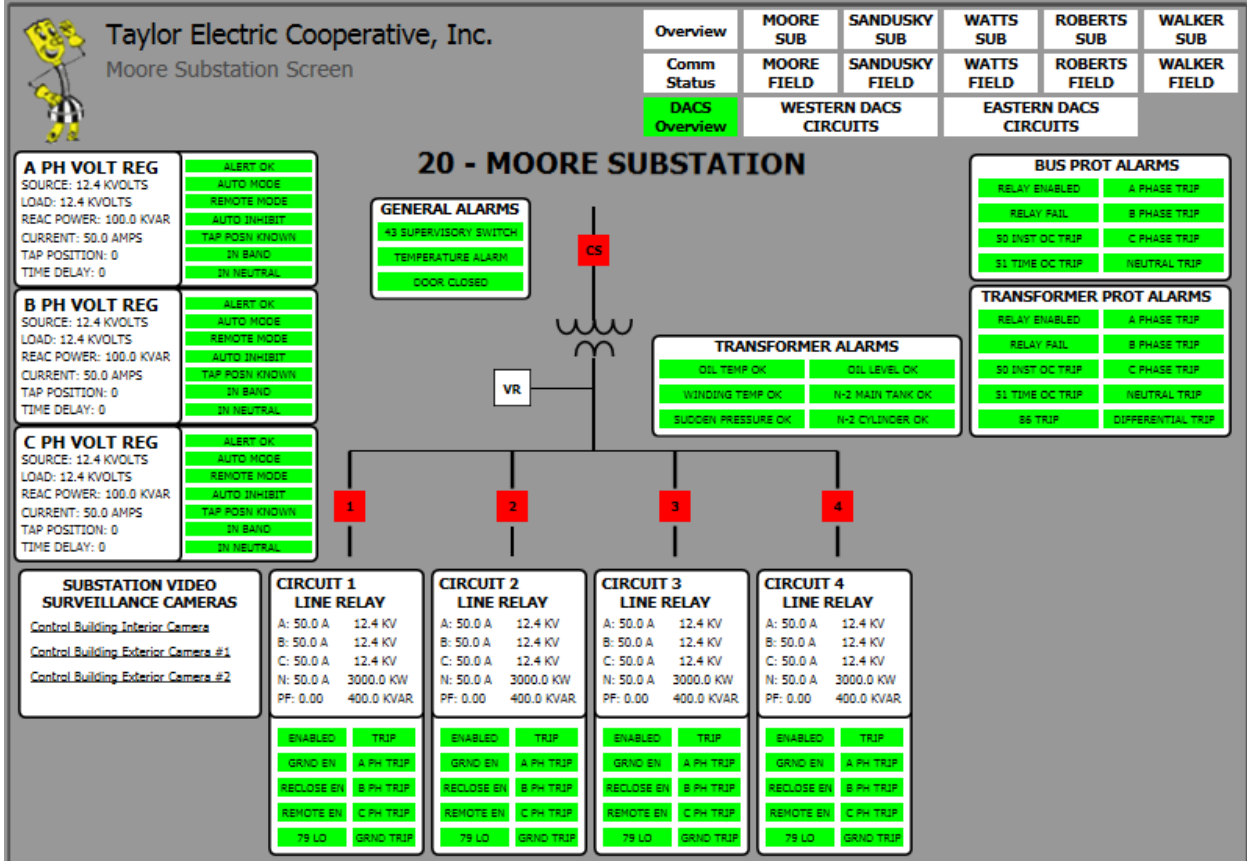 Taylor Electric Cooperative, Inc.
Moore Substation Screen
Overview
MOORE SUB
SANDUSKY SUB
WATTS SUB
ROBERTS SUB
WALKER SUB
Comm Status
MOORE FIELD
SANDUSKY FIELD
WATTS FIELD
ROBERTS FIELD
WALKER FIELD
DACS Overview
WESTERN DACS CIRCUITS
EASTERN DACS CIRCUITS
20 - MOORE SUBSTATION
A PH VOLT REG
SOURCE: 12.4 KVOLTS
LOAD: 12.4 KVOLTS
REAC POWER: 100.0 KVAR
CURRENT: 50.0 AMPS
TAP POSITION: 0
TIME DELAY: 0
ALERT OK
AUTO MODE
REMOTE MODE
AUTO INHIBIT
TAP POSN KNOWN
IN BAND
IN NEUTRAL
B PH VOLT REG
SOURCE: 12.4 KVOLTS
LOAD: 12.4 KVOLTS
REAC POWER: 100.0 KVAR
CURRENT: 50.0 AMPS
TAP POSITION: 0
TIME DELAY: 0
ALERT OK
AUTO MODE
REMOTE MODE
AUTO INHIBIT
TAP POSN KNOWN
IN BAND
IN NEUTRAL
C PH VOLT REG
SOURCE: 12.4 KVOLTS
LOAD: 12.4 KVOLTS
REAC POWER: 100.0 KVAR
CURRENT: 50.0 AMPS
TAP POSITION: 0
TIME DELAY: 0
ALERT OK
AUTO MODE
REMOTE MODE
AUTO INHIBIT
TAP POSN KNOWN
IN BAND
IN NEUTRAL
GENERAL ALARMS
43 SUPERVISORY SWITCH
TEMPERATURE ALARM
DOOR CLOSED
CS
VR
TRANSFORMER ALARMS
OIL TEMP OK
OIL LEVEL OK
WINDING TEMP OK
N-2 MAIN TANK OK
SUDDEN PRESSURE OK
N-2 CYLINDER OK
BUS PROT ALARMS
RELAY ENABLED
A PHASE TRIP
RELAY FAIL
B PHASE TRIP
50 INST OC TRIP
C PHASE TRIP
51 TIME OC TRIP
NEUTRAL TRIP
TRANSFORMER PROT ALARMS
RELAY ENABLED
A PHASE TRIP
RELAY FAIL
B PHASE TRIP
50 INST OC TRIP
C PHASE TRIP
51 TIME OC TRIP
NEUTRAL TRIP
86 TRIP
DIFFERENTIAL TRIP
1
2
3
4
SUBSTATION VIDEO
SURVEILLANCE CAMERAS
Control Building Interior Camera
Control Building Exterior Camera #1
Control Building Exterior Camera #2
CIRCUIT 1
LINE RELAY
A: 50.0 A 12.4 KV
B: 50.0 A 12.4 KV
C: 50.0 A 12.4 KV
N: 50.0 A 3000.0 KW
PF: 0.00 400.0 KVAR
ENABLED TRIP
GRND EN A PH TRIP
RECLOSE EN B PH TRIP
REMOTE EN C PH TRIP
79 LO GRND TRIP
CIRCUIT 2
LINE RELAY
A: 50.0 A 12.4 KV
B: 50.0 A 12.4 KV
C: 50.0 A 12.4 KV
N: 50.0 A 3000.0 KW
PF: 0.00 400.0 KVAR
ENABLED TRIP
GRND EN A PH TRIP
RECLOSE EN B PH TRIP
REMOTE EN C PH TRIP
79 LO GRND TRIP
CIRCUIT 3
LINE RELAY
A: 50.0 A 12.4 KV
B: 50.0 A 12.4 KV
C: 50.0 A 12.4 KV
N: 50.0 A 3000.0 KW
PF: 0.00 400.0 KVAR
ENABLED TRIP
GRND EN A PH TRIP
RECLOSE EN B PH TRIP
REMOTE EN C PH TRIP
79 LO GRND TRIP
CIRCUIT 4
LINE RELAY
A: 50.0 A 12.4 KV
B: 50.0 A 12.4 KV
C: 50.0 A 12.4 KV
N: 50.0 A 3000.0 KW
PF: 0.00 400.0 KVAR
ENABLED TRIP
GRND EN A PH TRIP
RECLOSE EN B PH TRIP
REMOTE EN C PH TRIP
79 LO GRND TRIP